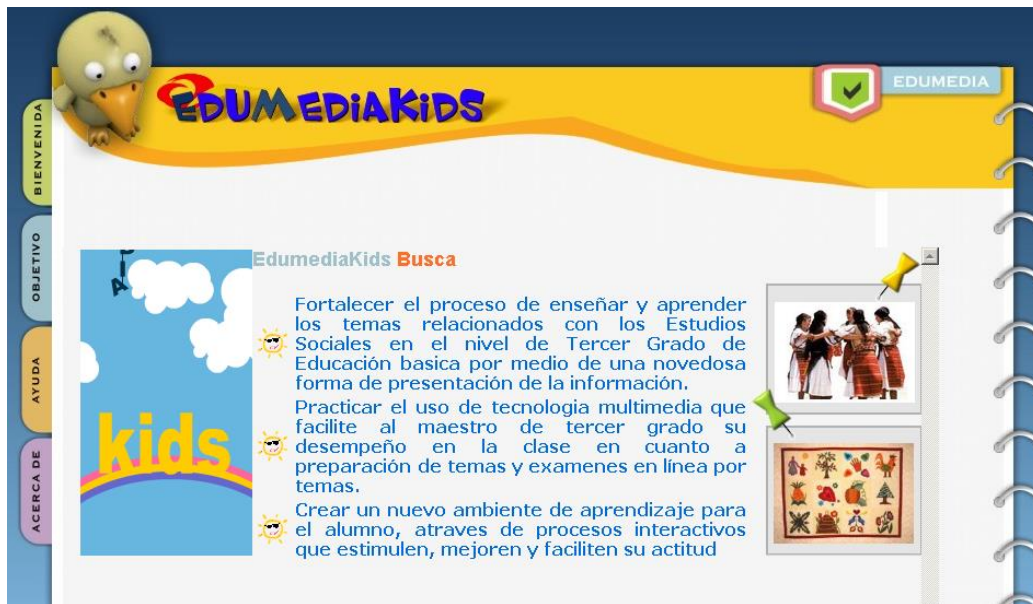 EDUMEDIAKiDS
EDUMEDIA
BIENVENIDA
OBJETIVO
AYUDA
ACERCA DE
kids
EdumediaKids Busca
Fortalecer el proceso de enseñar y aprender
los temas relacionados con los Estudios
Sociales en el nivel de Tercer Grado de
Educación basica por medio de una novedosa
forma de presentación de la información.
Practicar el uso de tecnologia multimedia que
facilite al maestro de tercer grado su
desempeño en la clase en cuanto a
preparación de temas y examenes en línea por
temas.
Crear un nuevo ambiente de aprendizaje para
el alumno, atraves de procesos interactivos
que estimulen, mejoren y faciliten su actitud